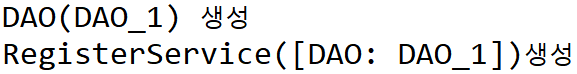 DAO(DAO_1) 생성
RegisterService([DAO: DAO_1])생성